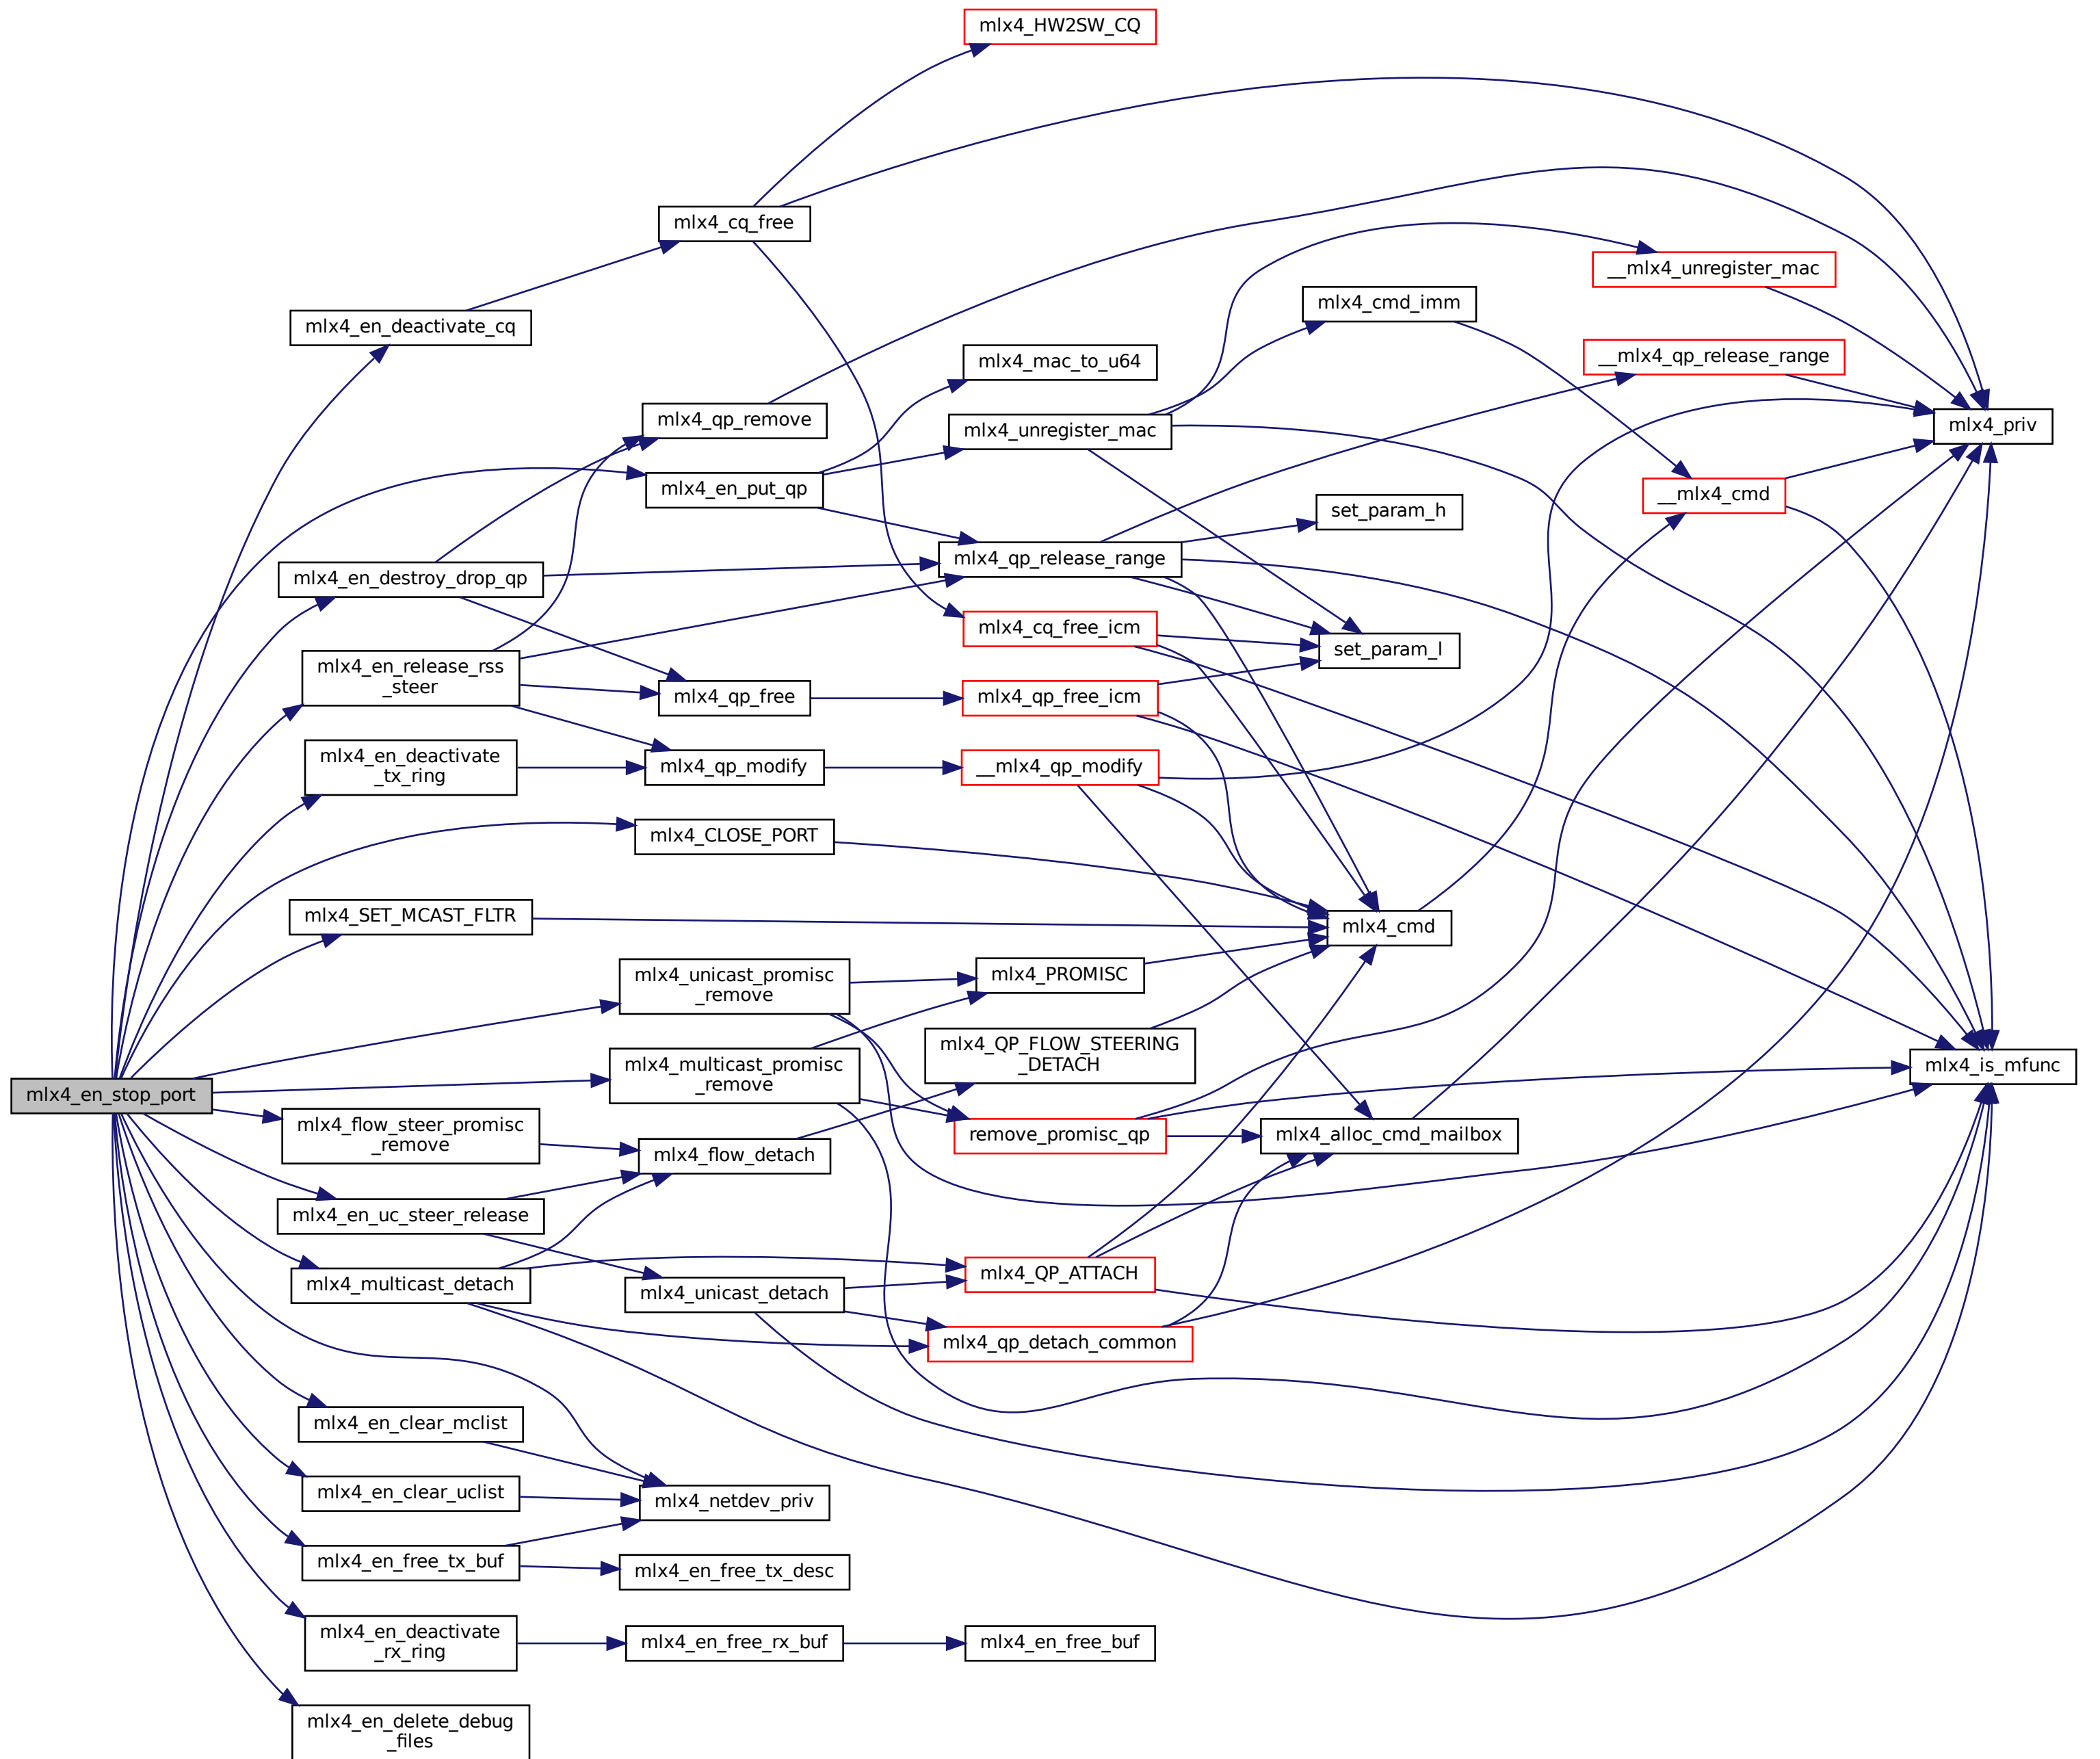 mlx4_HW2SW_CQ
mlx4_cq_free
__mlx4_unregister_mac
mlx4_cmd_imm
mlx4_en_deactivate_cq
__mlx4_qp_release_range
mlx4_mac_to_u64
mlx4_qp_remove
mlx4_unregister_mac
mlx4_priv
mlx4_en_put_qp
__mlx4_cmd
set_param_h
mlx4_qp_release_range
mlx4_en_destroy_drop_qp
mlx4_cq_free_icm
set_param_l
mlx4_en_release_rss
_steer
mlx4_qp_free
mlx4_qp_free_icm
mlx4_en_deactivate
_tx_ring
mlx4_qp_modify
__mlx4_qp_modify
mlx4_CLOSE_PORT
mlx4_SET_MCAST_FLTR
mlx4_cmd
mlx4_unicast_promisc
_remove
mlx4_PROMISC
mlx4_QP_FLOW_STEERING
_DETACH
mlx4_is_mfunc
mlx4_multicast_promisc
_remove
mlx4_en_stop_port
mlx4_flow_steer_promisc
_remove
remove_promisc_qp
mlx4_alloc_cmd_mailbox
mlx4_flow_detach
mlx4_en_uc_steer_release
mlx4_QP_ATTACH
mlx4_multicast_detach
mlx4_unicast_detach
mlx4_qp_detach_common
mlx4_en_clear_mclist
mlx4_en_clear_uclist
mlx4_netdev_priv
mlx4_en_free_tx_buf
mlx4_en_free_tx_desc
mlx4_en_deactivate
_rx_ring
mlx4_en_free_rx_buf
mlx4_en_free_buf
mlx4_en_delete_debug
_files